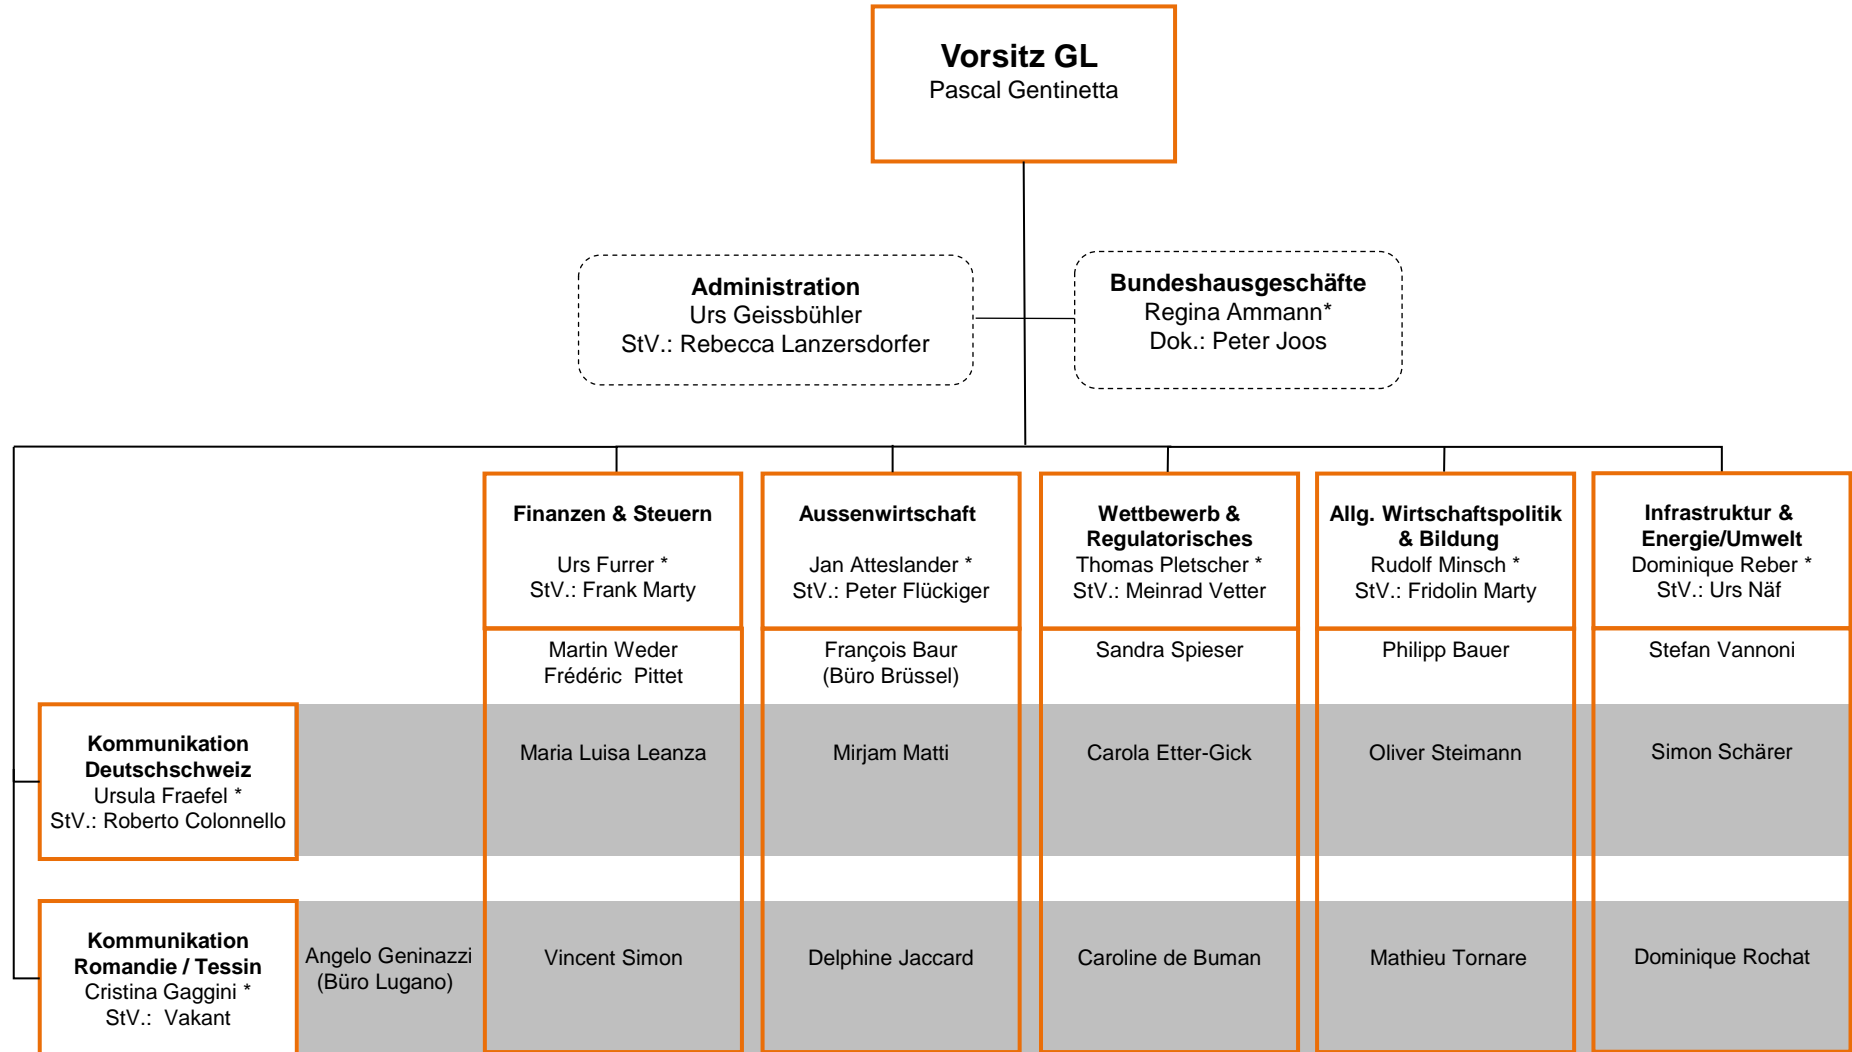 Vorsitz GL
Pascal Gentinetta
Administration
Urs Geissbühler
StV.: Rebecca Lanzersdorfer
Bundeshausgeschäfte
Regina Ammann*
Dok.: Peter Joos
Finanzen & Steuern
Urs Furrer *
StV.: Frank Marty
Aussenwirtschaft
Jan Atteslander *
StV.: Peter Flückiger
Wettbewerb &
Regulatorisches
Thomas Pletscher *
StV.: Meinrad Vetter
Allg. Wirtschaftspolitik
& Bildung
Rudolf Minsch *
StV.: Fridolin Marty
Infrastruktur &
Energie/Umwelt
Dominique Reber *
StV.: Urs Näf
Martin Weder
Frédéric  Pittet
François Baur
(Büro Brüssel)
Sandra Spieser
Philipp Bauer
Stefan Vannoni
Kommunikation
Deutschschweiz
Ursula Fraefel *
StV.: Roberto Colonnello
Maria Luisa Leanza
Mirjam Matti
Carola Etter-Gick
Oliver Steimann
Simon Schärer
Kommunikation
Romandie / Tessin
Cristina Gaggini *
StV.:  Vakant
Angelo Geninazzi
(Büro Lugano)
Vincent Simon
Delphine Jaccard
Caroline de Buman
Mathieu Tornare
Dominique Rochat